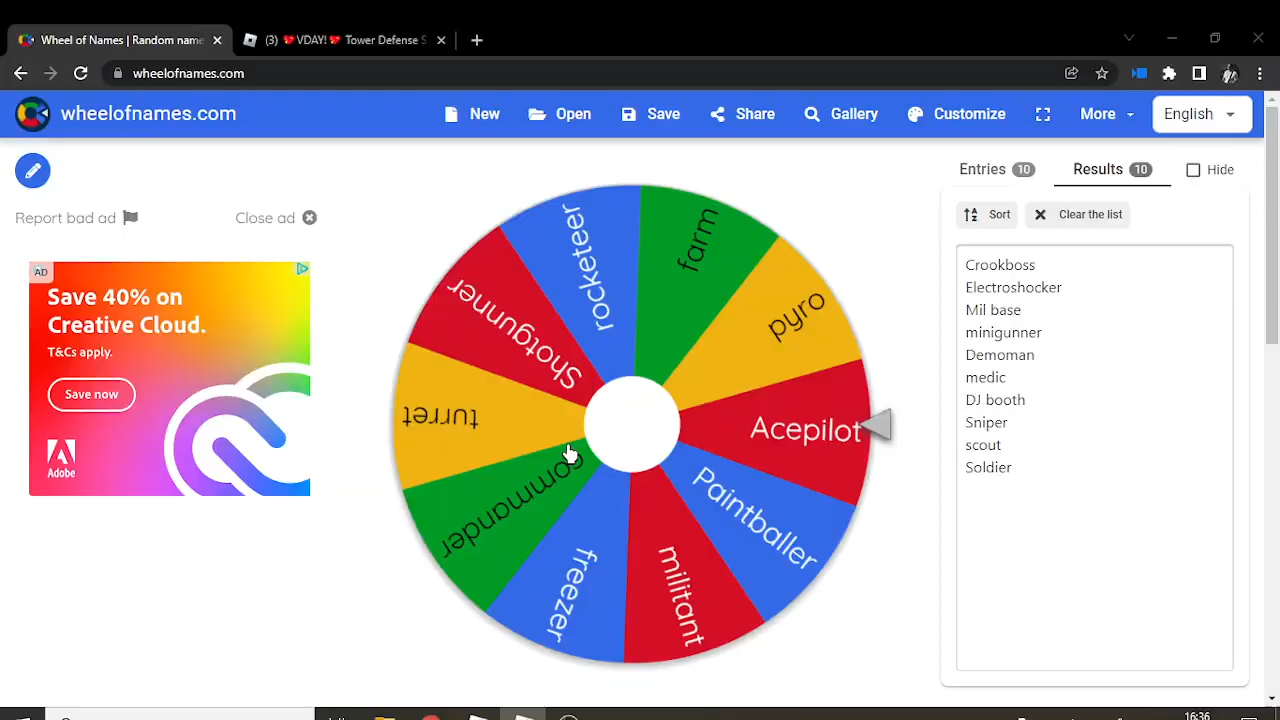 Wheel of Names | Random name
(3) ❤️VDAY!❤️ Tower Defense S
wheelofnames.com
wheelofnames.com
New
Open
Save
Share
Gallery
Customize
More
English
Entries 10
Results 10
Hide
Report bad ad
Close ad
Sort
Clear the list
AD
Save 40% on
Creative Cloud.
T&Cs apply.
Save now
Adobe
rocketeer
farm
pyro
Acepilot
Paintballer
militant
freezer
commander
turret
Shotgunner
Crookboss
Electroshocker
Mil base
minigunner
Demoman
medic
DJ booth
Sniper
scout
Soldier
16:36